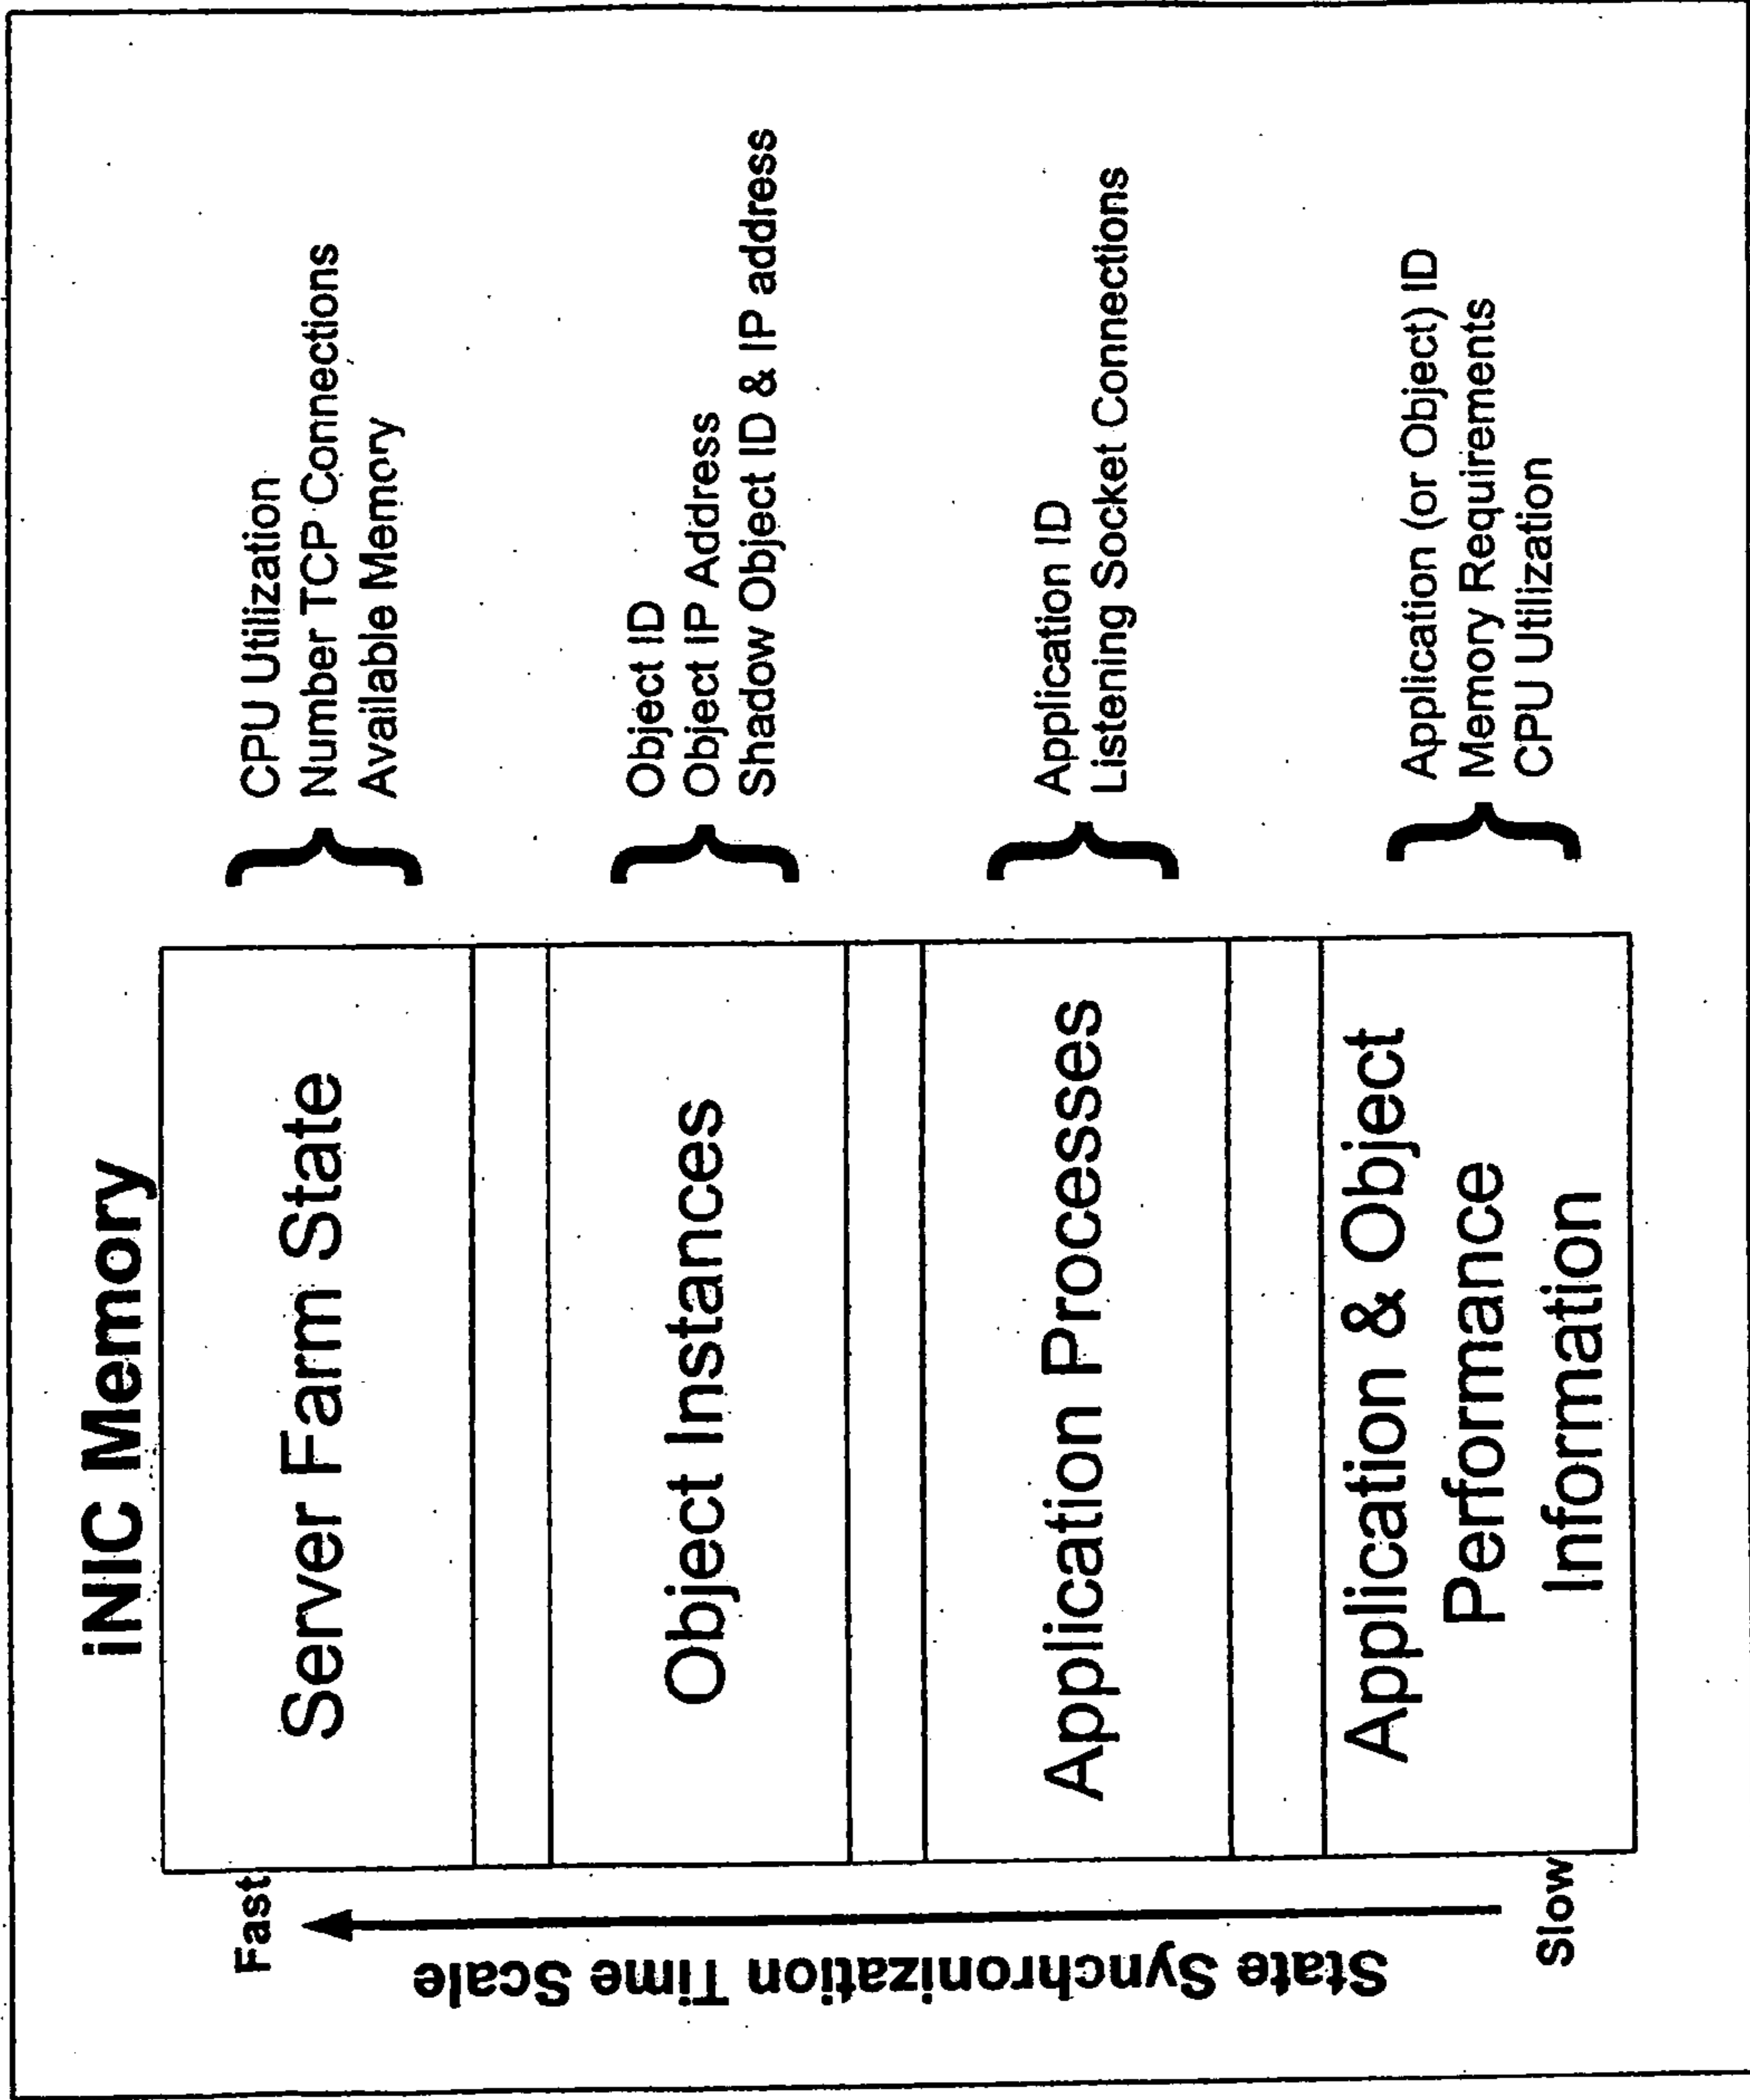 iNIC Memory
Fast
State Synchronization Time Scale
Slow
Server Farm State
CPU Utilization
Number TCP Connections
Available Memory
Object Instances
Object ID
Object IP Address
Shadow Object ID & IP address
Application Processes
Application ID
Listening Socket Connections
Application & Object
Performance
Information
Application (or Object) ID
Memory Requirements
CPU Utilization